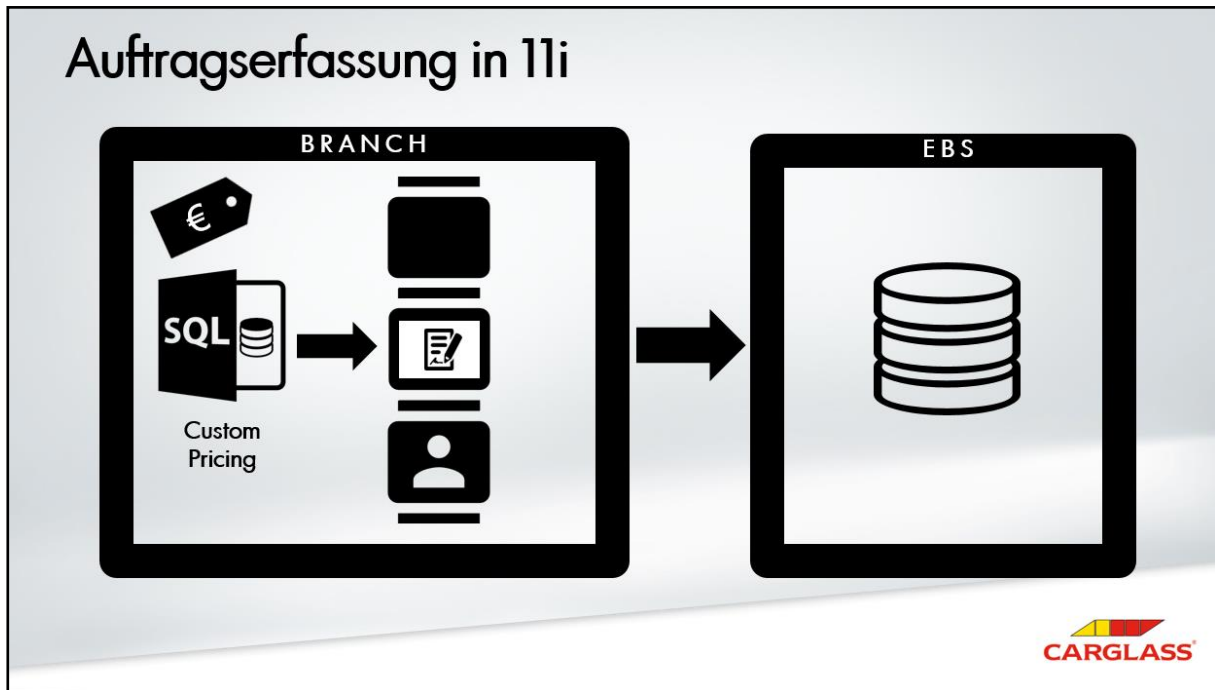 Auftragserfassung in 11i
BRANCH
€
SQL
Custom
Pricing
EBS
CARGLASS®